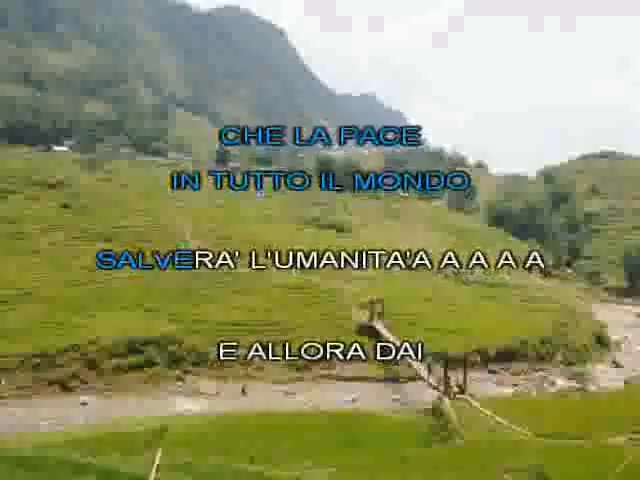 CHE LA PACE
IN TUTTO IL MONDO
SALVERA' L'UMANITA'A A A A A
E ALLORA DAI